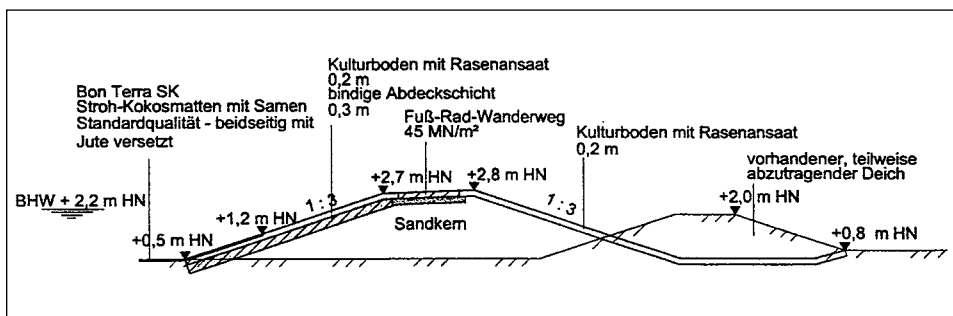 Bon Terra SK
Stroh-Kokosmatten mit Samen
Standardqualität - beidseitig mit
Jute versetzt
Kulturboden mit Rasenansaat
0,2 m
bindige Abdeckschicht
0,3 m
Fuß-Rad-Wanderweg
45 MN/m²
Kulturboden mit Rasenansaat
0,2 m
vorhandener, teilweise
abzutragender Deich
BHW + 2,2 m HN
+0,5 m HN
+1,2 m HN
1:3
+2,7 m HN
+2,8 m HN
Sandkern
1:3
+2,0 m HN
+0,8 m HN